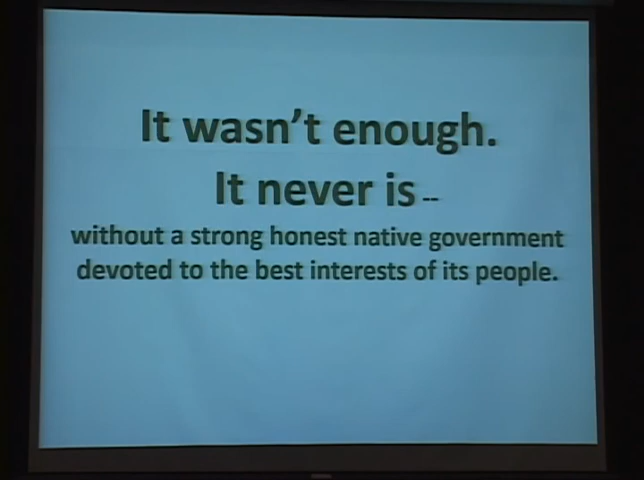 It wasn't enough.
It never is --
without a strong honest native government
devoted to the best interests of its people.